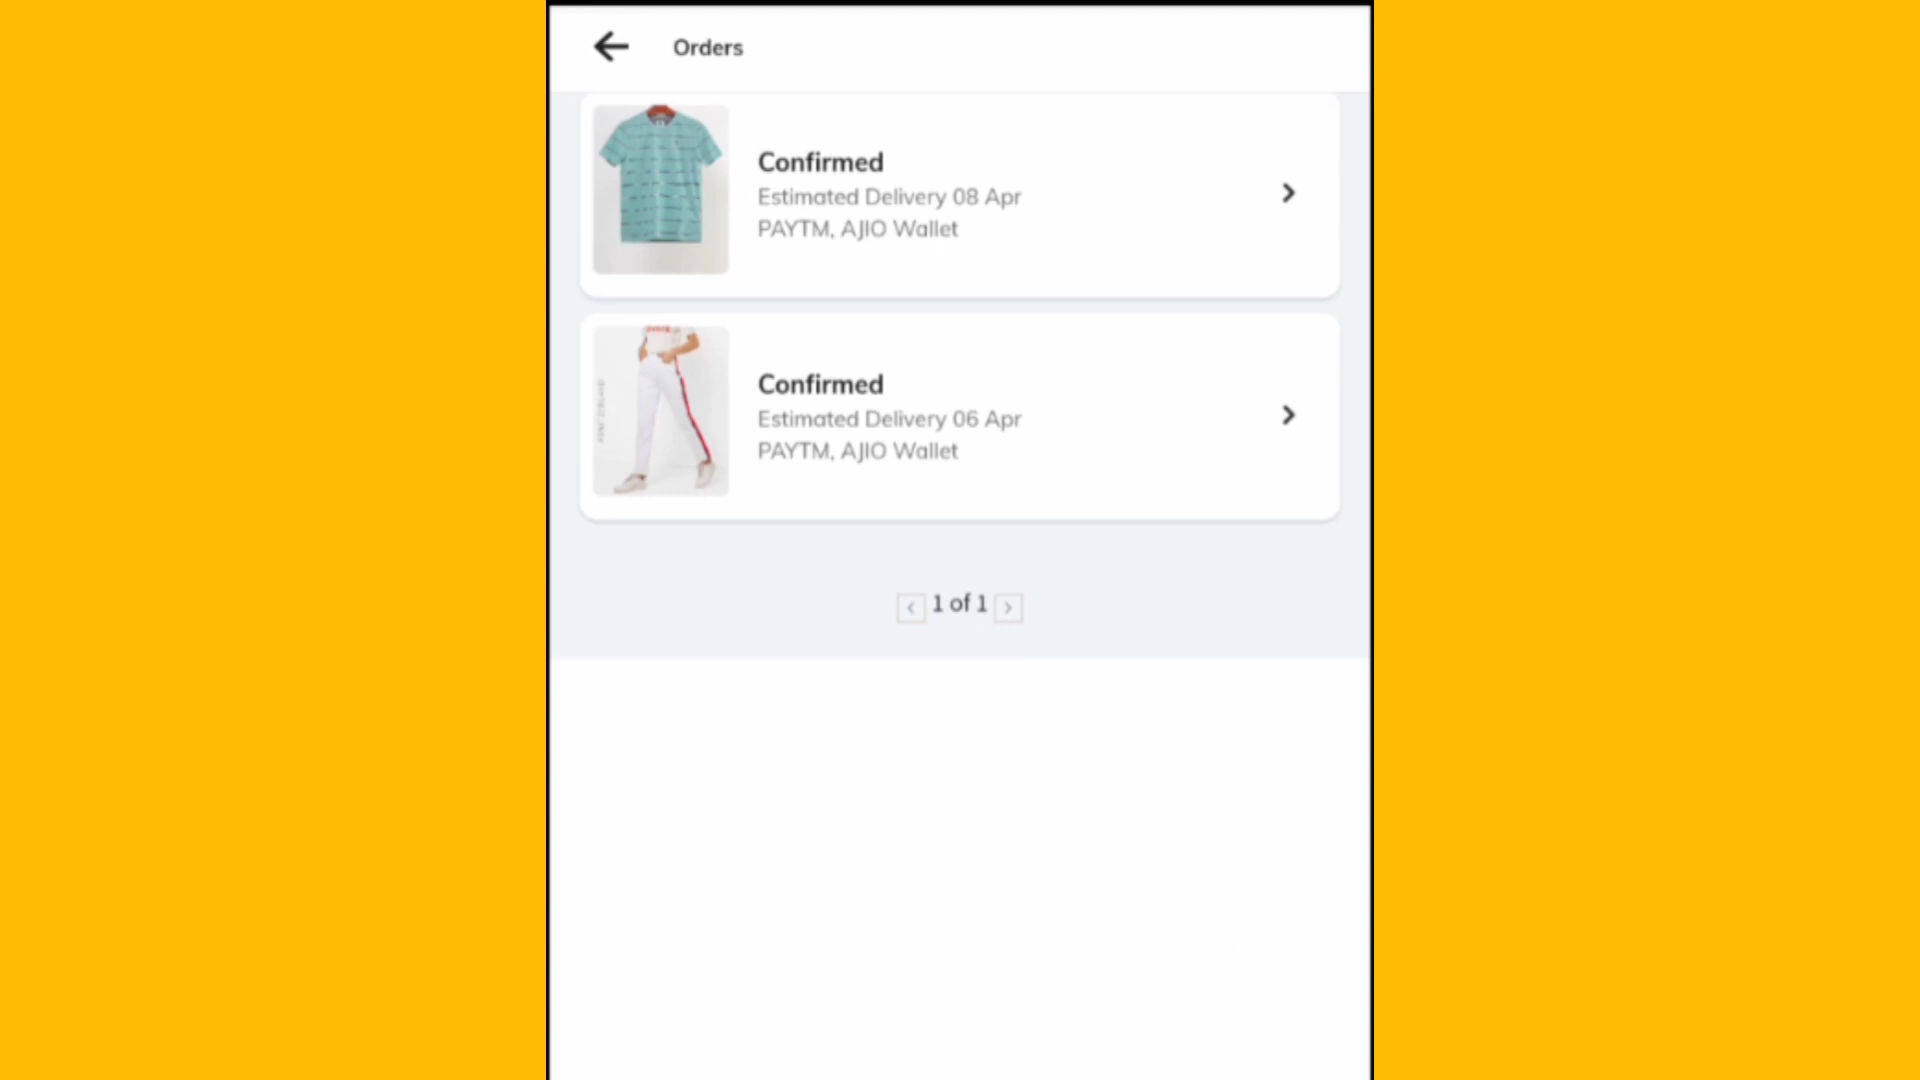 Orders
Confirmed
Estimated Delivery 08 Apr
PAYTM, AJIO Wallet
Confirmed
Estimated Delivery 06 Apr
PAYTM, AJIO Wallet
1 of 1